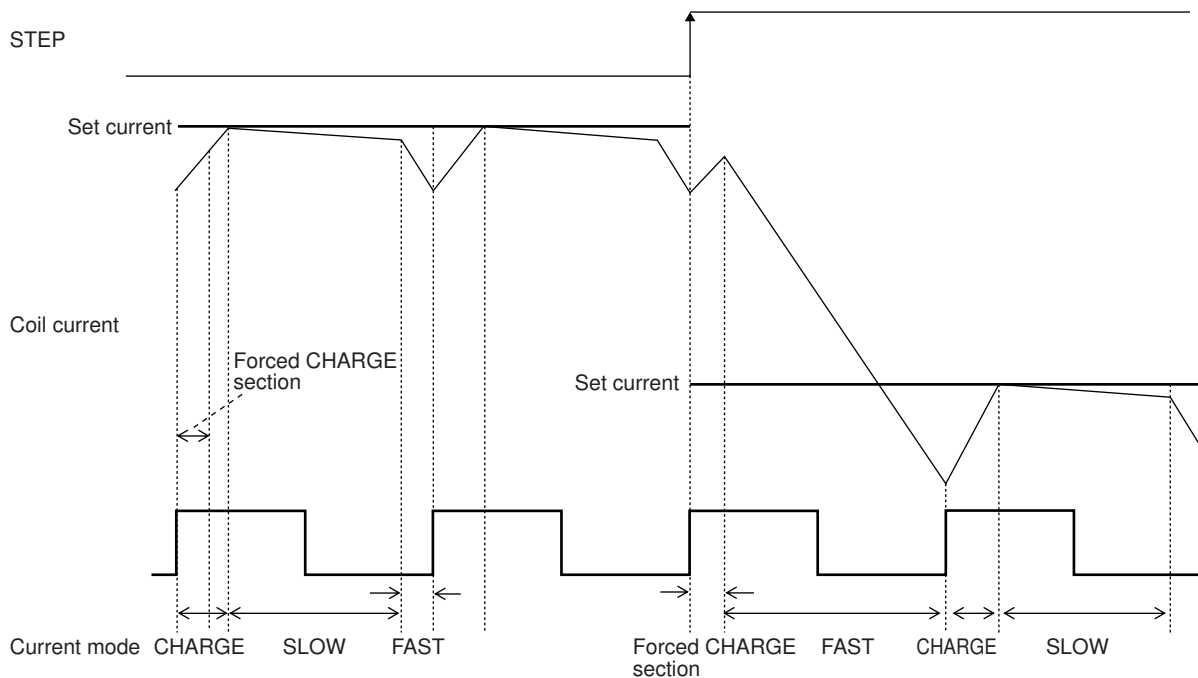 STEP
Set current
Coil current
Forced CHARGE
section
Set current
Current mode CHARGE SLOW FAST Forced CHARGE FAST CHARGE SLOW
section